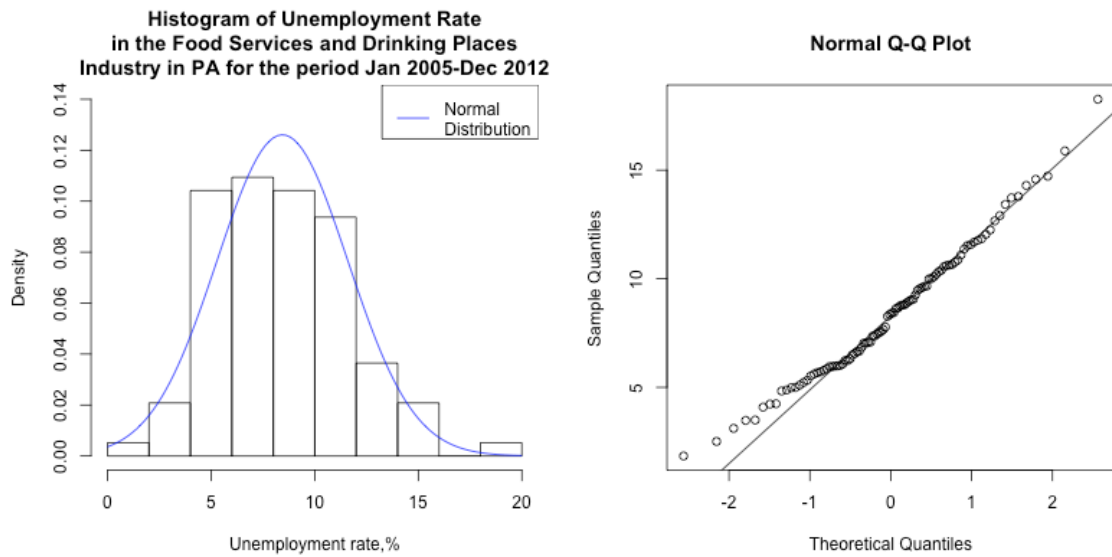 Histogram of Unemployment Rate
in the Food Services and Drinking Places
Industry in PA for the period Jan 2005-Dec 2012
Normal
Distribution
0.14
0.12
0.10
0.08
0.06
0.04
0.02
0.00
Density
0 5 10 15 20
Unemployment rate,%
Normal Q-Q Plot
15
10
5
Sample Quantiles
-2 -1 0 1 2
Theoretical Quantiles